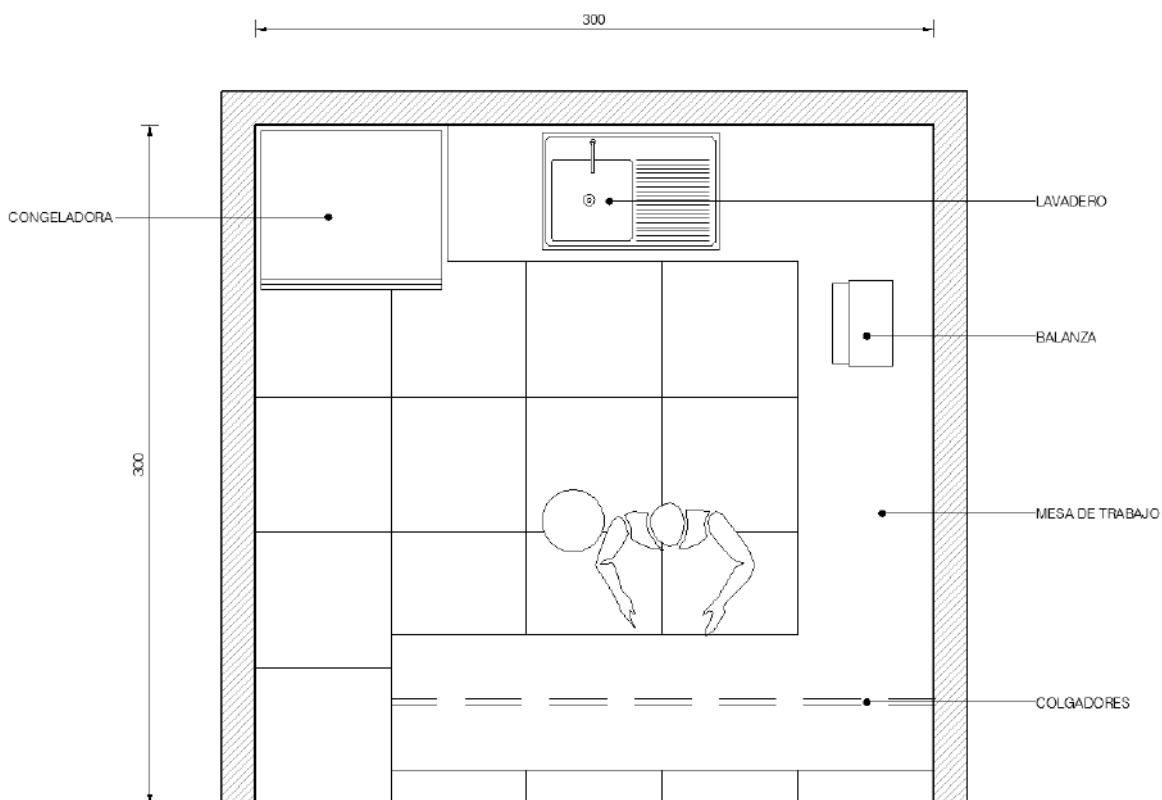 300
CONGELADORA
LAVADERO
BALANZA
300
MESA DE TRABAJO
COLGADORES